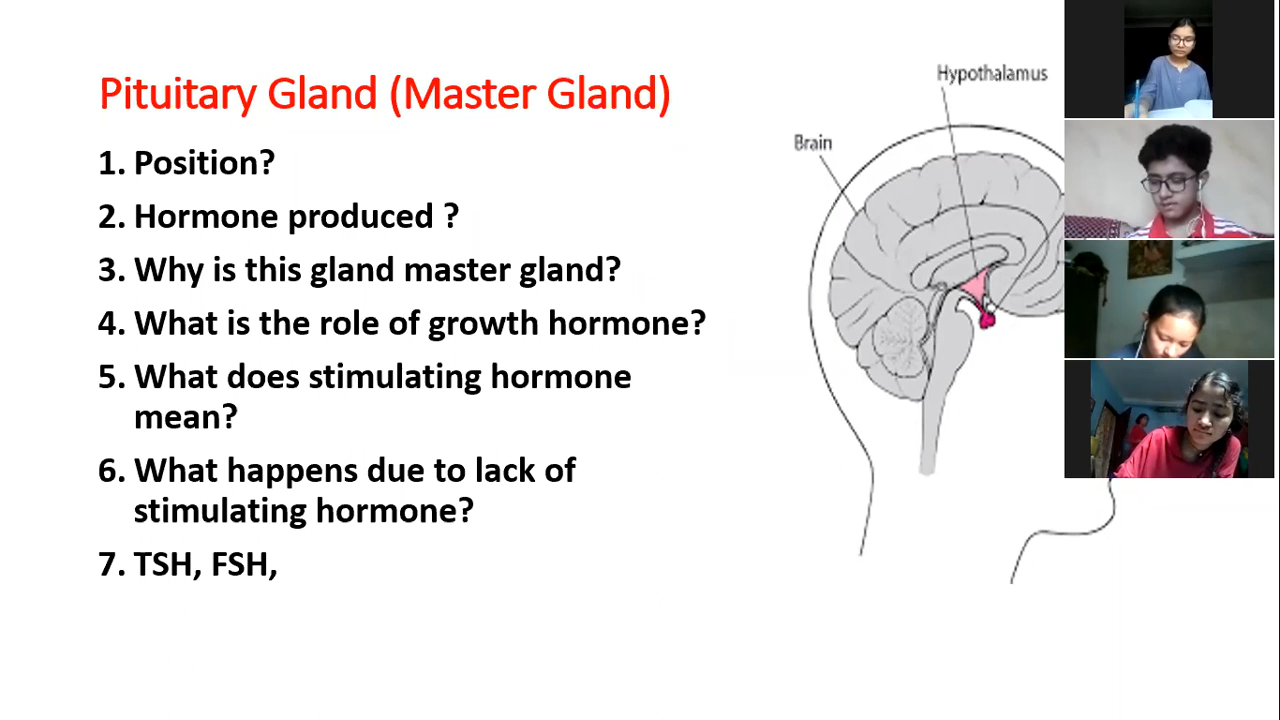 Pituitary Gland (Master Gland)
1. Position?
2. Hormone produced ?
3. Why is this gland master gland?
4. What is the role of growth hormone?
5. What does stimulating hormone
mean?
6. What happens due to lack of
stimulating hormone?
7. TSH, FSH,
Hypothalamus
Brain